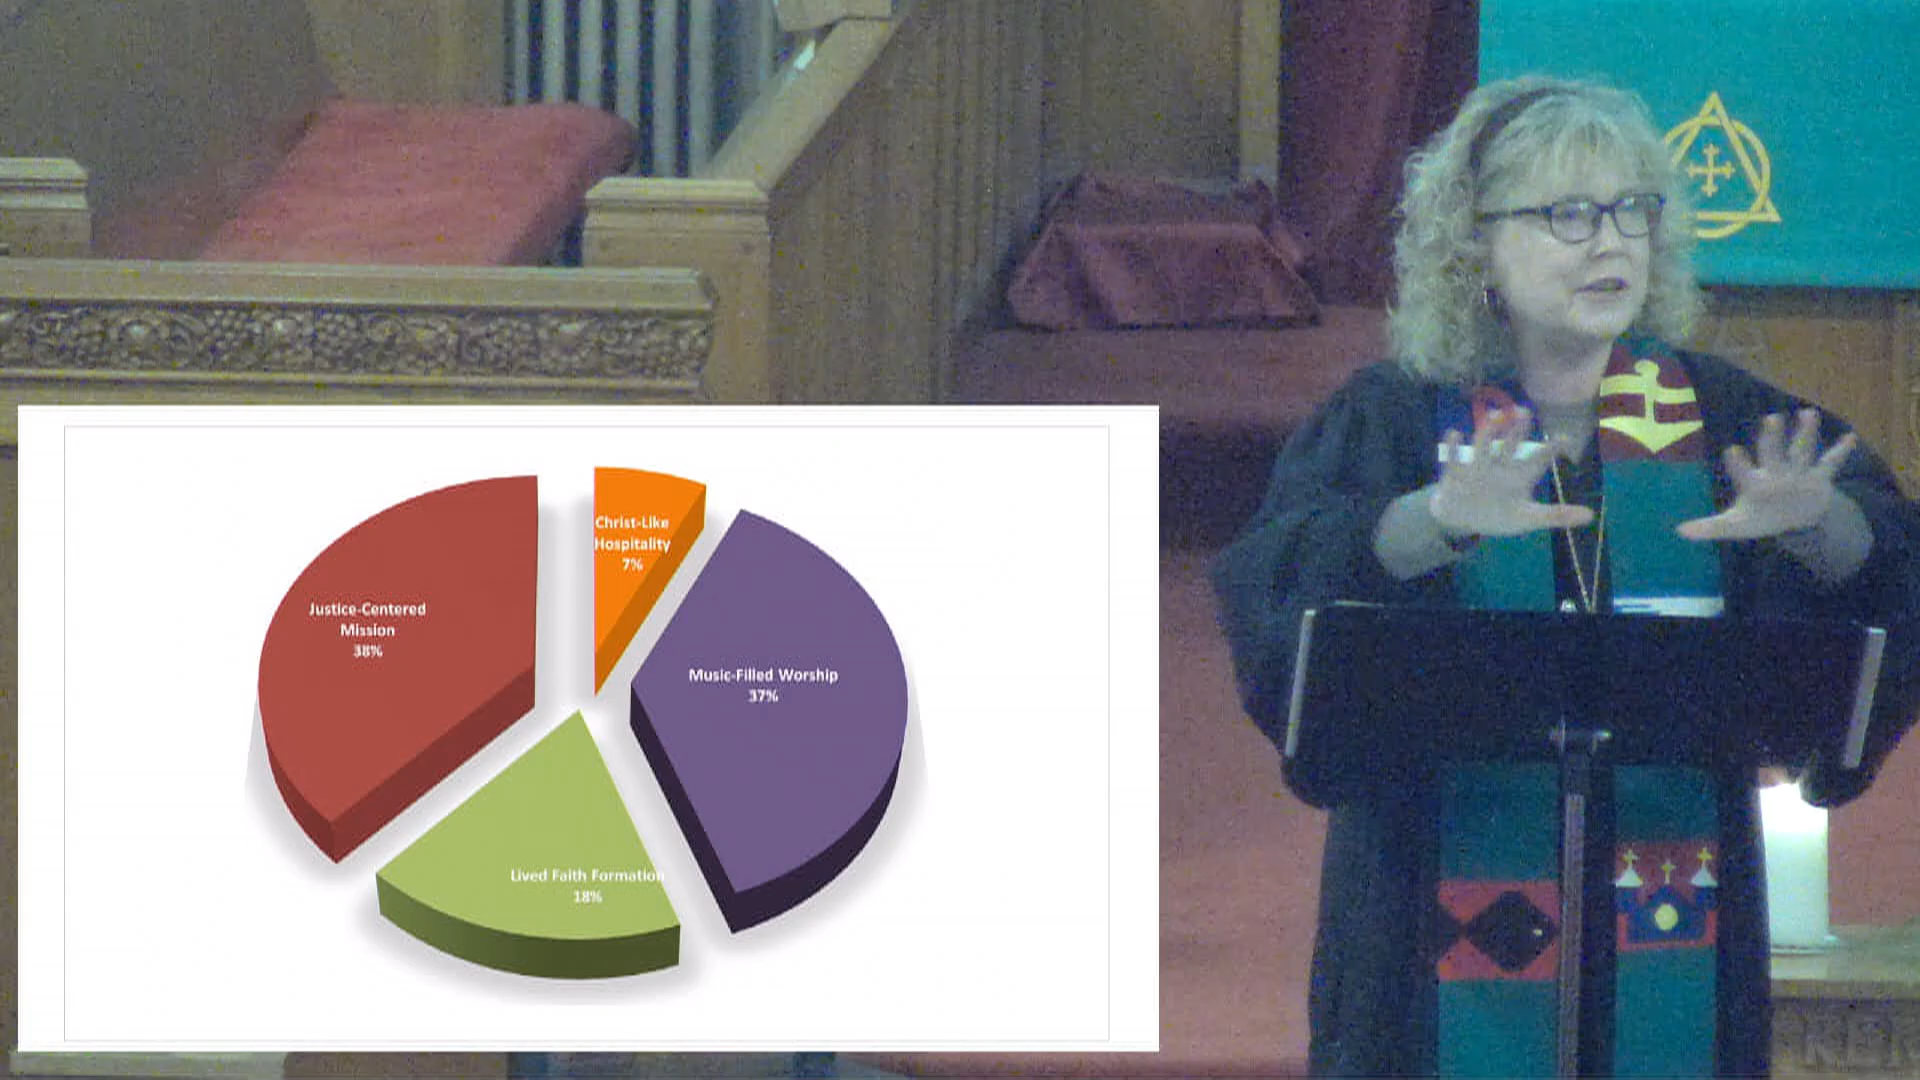 Christ-Like
Hospitality
7%
Justice-Centered
Mission
38%
Music-Filled Worship
37%
Lived Faith Formation
18%